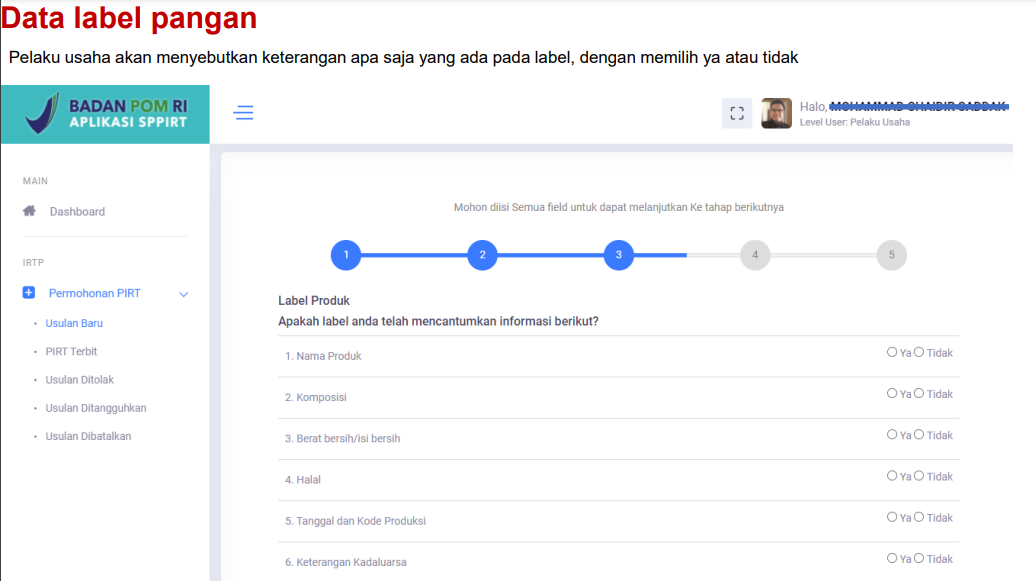 Data label pangan
Pelaku usaha akan menyebutkan keterangan apa saja yang ada pada label, dengan memilih ya atau tidak
BADAN POM RI
APLIKASI SPPIRT
Halo,
Level User: Pelaku Usaha
MAIN
Dashboard
IRTP
Permohonan PIRT
Usulan Baru
PIRT Terbit
Usulan Ditolak
Usulan Ditangguhkan
Usulan Dibatalkan
Mohon diisi Semua field untuk dapat melanjutkan Ke tahap berikutnya
1 2 3 4 5
Label Produk
Apakah label anda telah mencantumkan informasi berikut?
1. Nama Produk Ya Tidak
2. Komposisi Ya Tidak
3. Berat bersih/isi bersih Ya Tidak
4. Halal Ya Tidak
5. Tanggal dan Kode Produksi Ya Tidak
6. Keterangan Kadaluarsa Ya Tidak